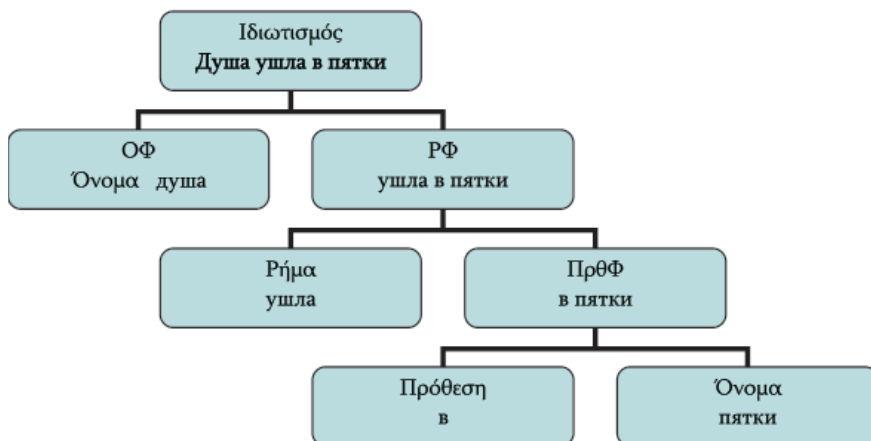 Ιδιωτισμός
Душа ушла в пятки
ΟΦ
Όνομα душа
ΡΦ
ушла в пятки
Ρήμα
ушла
ΠρθΦ
в пятки
Πρόθεση
в
Όνομα
пятки